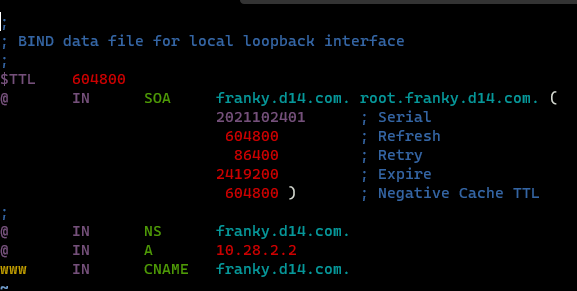 ;
; BIND data file for local loopback interface
;
$TTL    604800
@       IN      SOA     franky.d14.com. root.franky.d14.com. (
                        2021102401      ; Serial
                         604800         ; Refresh
                          86400         ; Retry
                        2419200         ; Expire
                         604800 )       ; Negative Cache TTL
;
@       IN      NS      franky.d14.com.
@       IN      A       10.28.2.2
www     IN      CNAME   franky.d14.com.
~